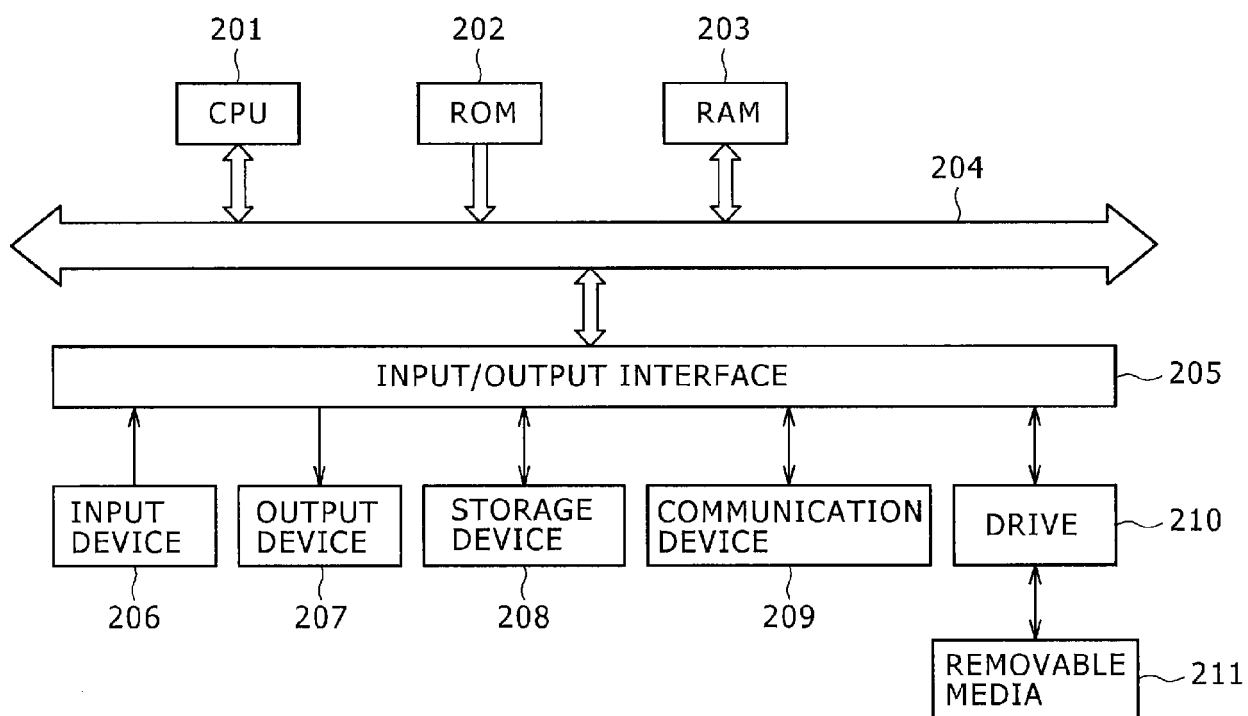 201
202
203
CPU
ROM
RAM
204
INPUT/OUTPUT INTERFACE
205
INPUT
DEVICE
OUTPUT
DEVICE
STORAGE
DEVICE
COMMUNICATION
DEVICE
DRIVE
210
206
207
208
209
REMOVABLE
MEDIA
211